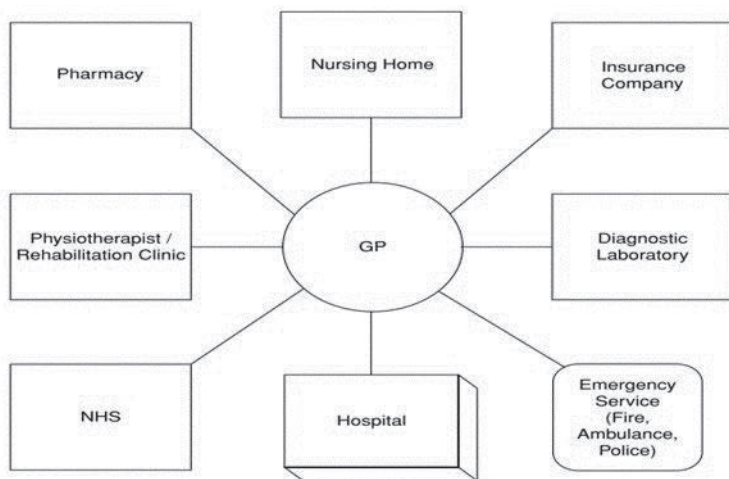 Pharmacy
Nursing Home
Insurance
Company
Physiotherapist /
Rehabilitation Clinic
GP
Diagnostic
Laboratory
NHS
Hospital
Emergency
Service
(Fire,
Ambulance,
Police)